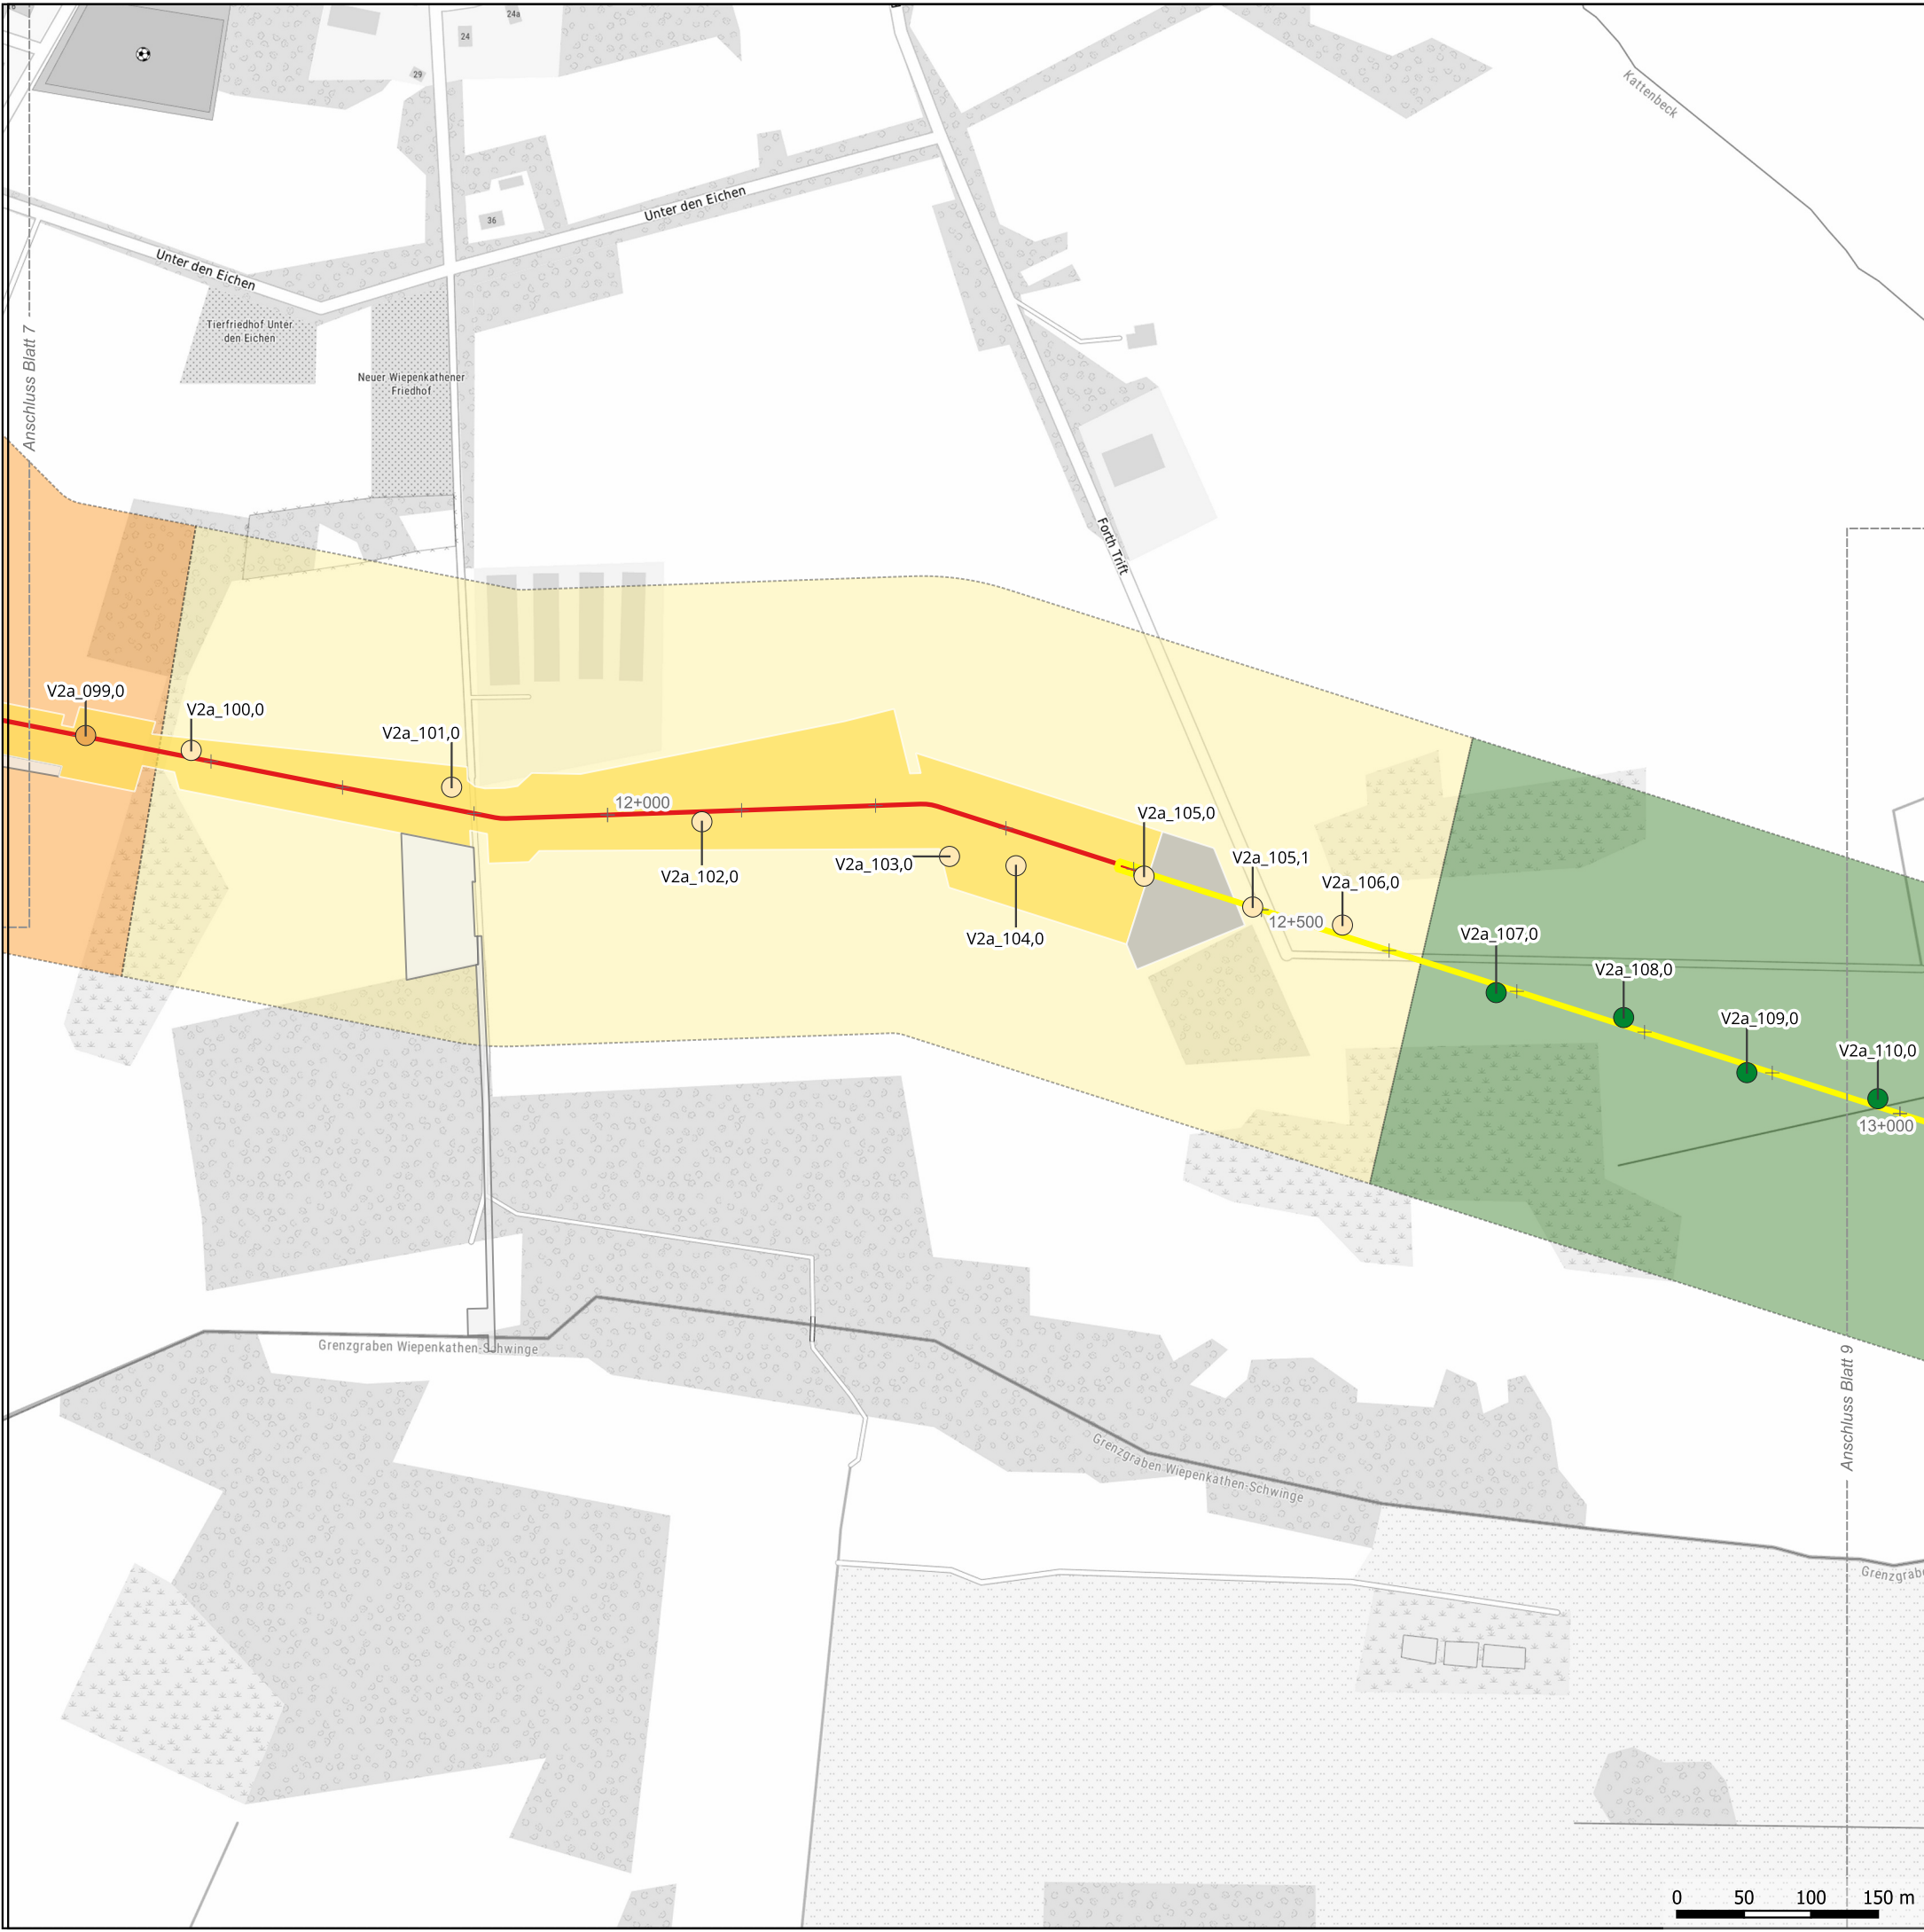 24a
24
29
Kattenbeck
36
Unter den Eichen
Unter den Eichen
Tierfriedhof Unter
den Eichen
Anschluss Blatt 7
Neuer Wiepenkathener
Friedhof
Forth Trift
V2a_099,0
V2a_100,0
V2a_101,0
12+000
V2a_102,0
V2a_103,0
V2a_104,0
V2a_105,0
V2a_105,1
V2a_106,0
12+500
V2a_107,0
V2a_108,0
V2a_109,0
V2a_110,0
13+000
Grenzgraben Wiepenkathen-Schwinge
Anschluss Blatt 9
Grenzgraben Wiepenkathen-Schwinge
Grenzgrabe
0 50 100 150 m